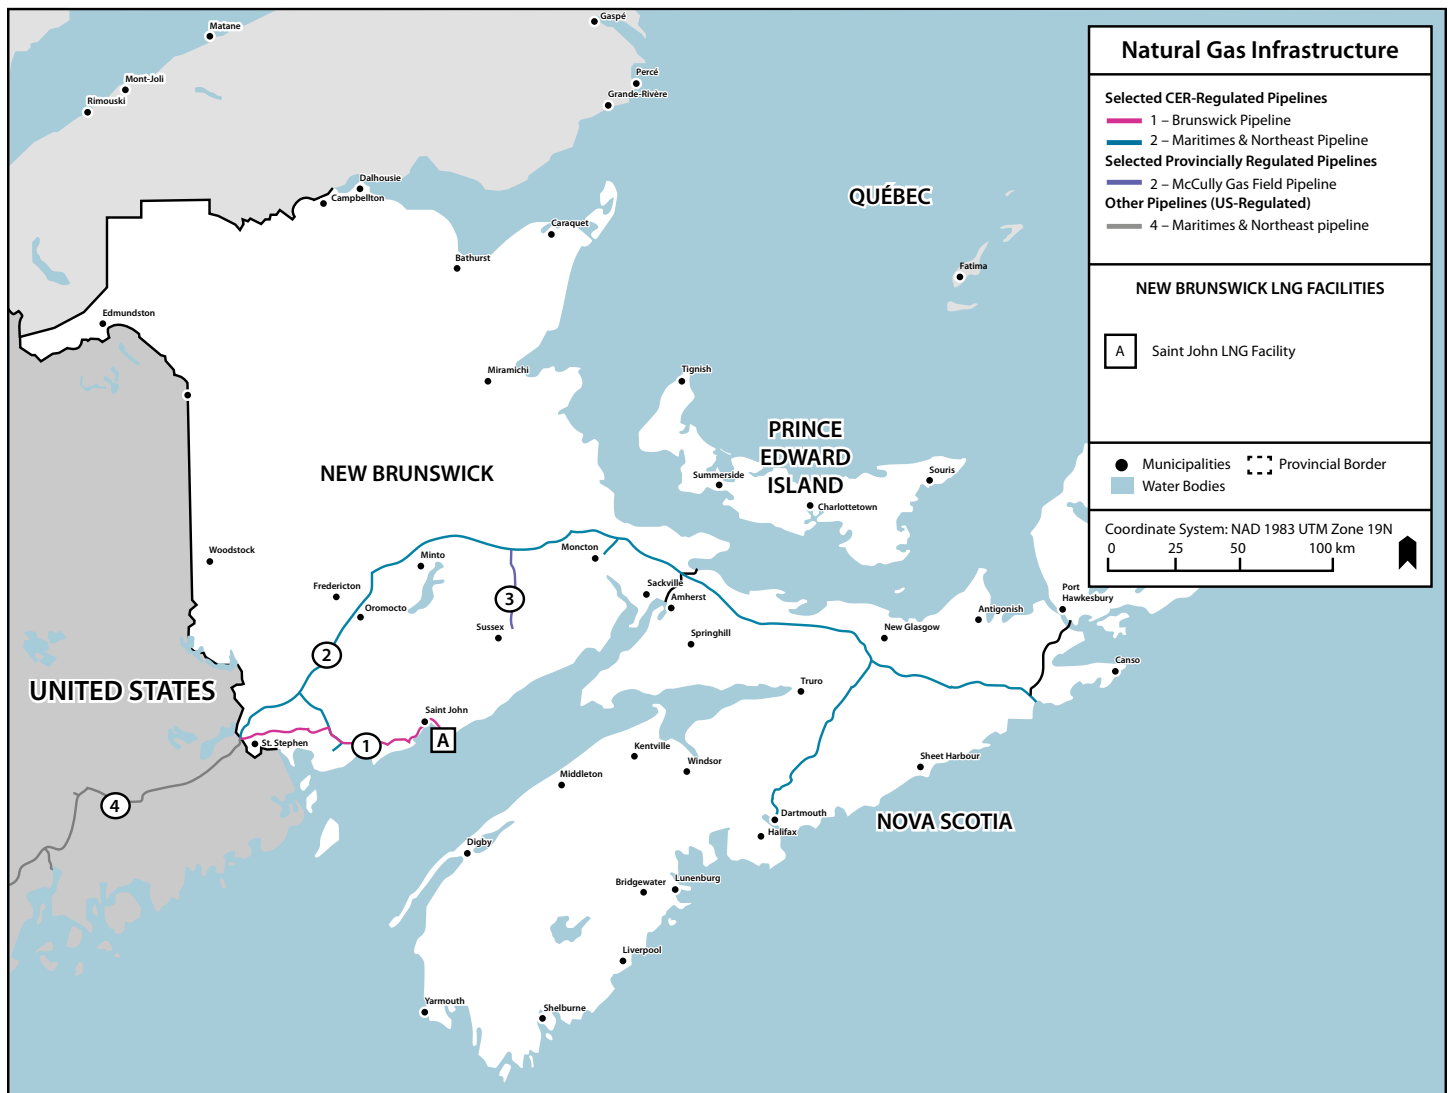 Gaspé
Matane
Percé
Mont-Joli
Grande-Rivère
Rimouski
Dalhousie
Campbellton
QUÉBEC
Caraquet
Bathurst
Fatima
Edmundston
Miramichi
Tignish
PRINCE
EDWARD
ISLAND
NEW BRUNSWICK
Summerside
Souris
Charlottetown
Woodstock
Minto
Moncton
Fredericton
Oromocto
3
Sackville
Amherst
Port
Hawkesbury
Antigonish
Sussex
Springhill
New Glasgow
2
Canso
UNITED STATES
Truro
Saint John
A
St. Stephen
1
Kentville
Windsor
Sheet Harbour
Middleton
4
Dartmouth
NOVA SCOTIA
Halifax
Digby
Bridgewater
Lunenburg
Liverpool
Yarmouth
Shelburne
Natural Gas Infrastructure
Selected CER-Regulated Pipelines
1 – Brunswick Pipeline
2 – Maritimes & Northeast Pipeline
Selected Provincially Regulated Pipelines
2 – McCully Gas Field Pipeline
Other Pipelines (US-Regulated)
4 – Maritimes & Northeast pipeline
NEW BRUNSWICK LNG FACILITIES
A Saint John LNG Facility
Municipalities Provincial Border
Water Bodies
Coordinate System: NAD 1983 UTM Zone 19N
0 25 50 100 km